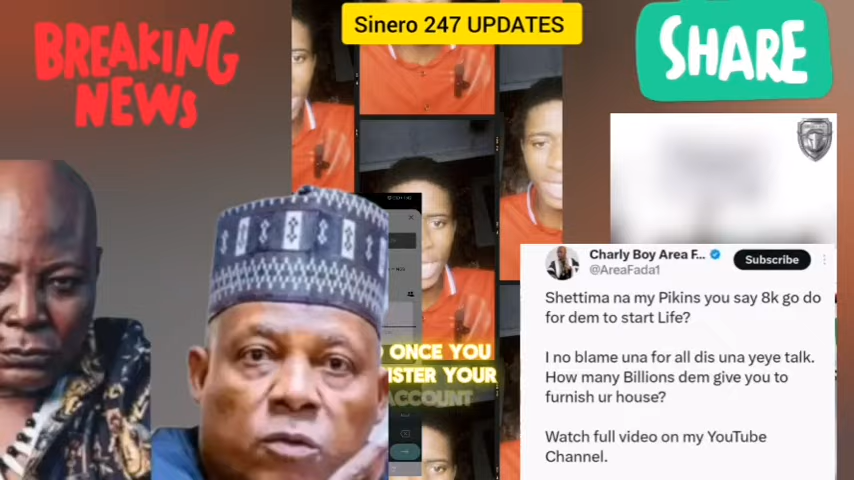 Sinero 247 UPDATES
BREAKING
NEWS
SHARE
ONCE YOU
ISTER YOUR
ACCOUNT
Charly Boy Area F...
Subscribe
@AreaFada1
Shettima na my Pikins you say 8k go do
for dem to start Life?
I no blame una for all dis una yeye talk.
How many Billions dem give you to
furnish ur house?
Watch full video on my YouTube
Channel.